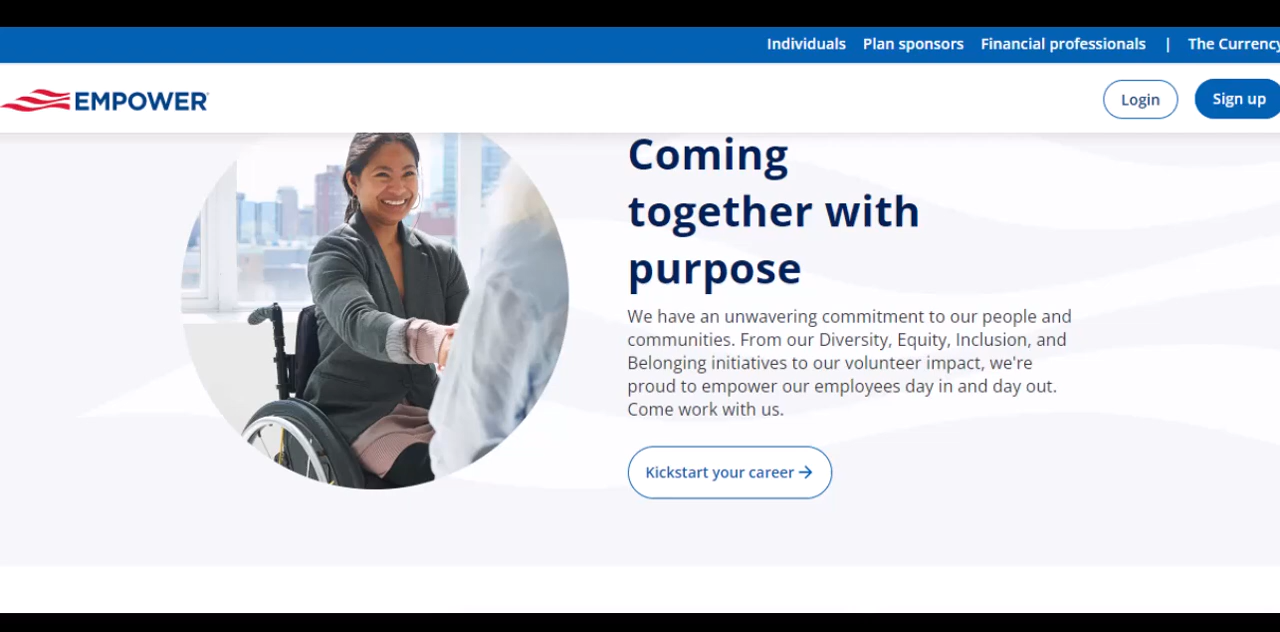 Individuals Plan sponsors Financial professionals | The Currency
EMPOWER
Login
Sign up
Coming
together with
purpose
We have an unwavering commitment to our people and
communities. From our Diversity, Equity, Inclusion, and
Belonging initiatives to our volunteer impact, we're
proud to empower our employees day in and day out.
Come work with us.
Kickstart your career →